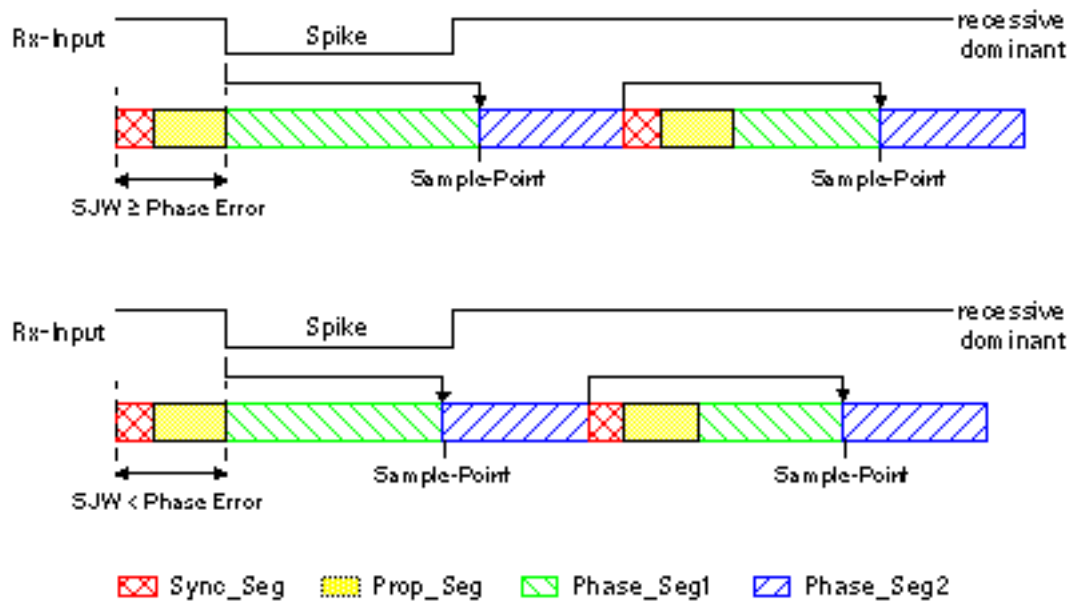 Rx-Input
Spike
recessive
dominant
Sample-Point
Sample-Point
SJW ≥ Phase Error
Rx-Input
Spike
recessive
dominant
Sample-Point
Sample-Point
SJW < Phase Error
Sync_Seg
Prop_Seg
Phase_Seg1
Phase_Seg2